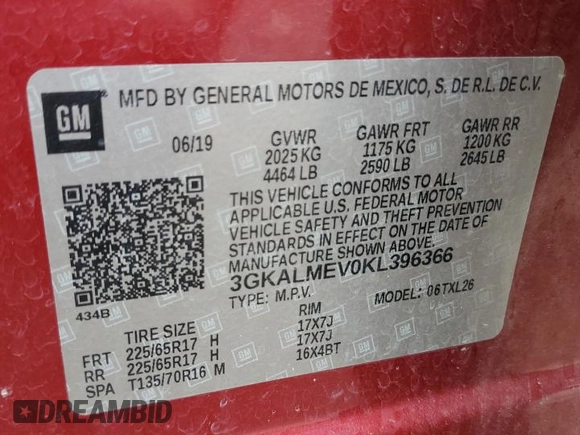 GM
MFD BY GENERAL MOTORS DE MEXICO, S. DE R.L. DE C.V.
06/19 GVWR GAWR FRT GAWR RR
2025 KG 1175 KG 1200 KG
4464 LB 2590 LB 2645 LB
THIS VEHICLE CONFORMS TO ALL
APPLICABLE U.S. FEDERAL MOTOR
VEHICLE SAFETY AND THEFT PREVENTION
STANDARDS IN EFFECT ON THE DATE OF
MANUFACTURE SHOWN ABOVE.
3GKALMEV0KL396366
434B TYPE: M.P.V. MODEL: 06TXL26
TIRE SIZE RIM
FRT 225/65R17 H 17X7J
RR 225/65R17 H 17X7J
SPA T135/70R16 M 16X4BT
DREAMBID